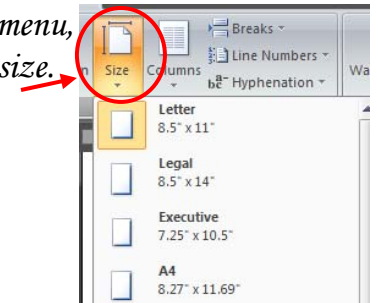 menu,
size.
Size
Columns
Breaks
Line Numbers
Hyphenation
Letter
8.5" x 11"
Legal
8.5" x 14"
Executive
7.25" x 10.5"
A4
8.27" x 11.69"